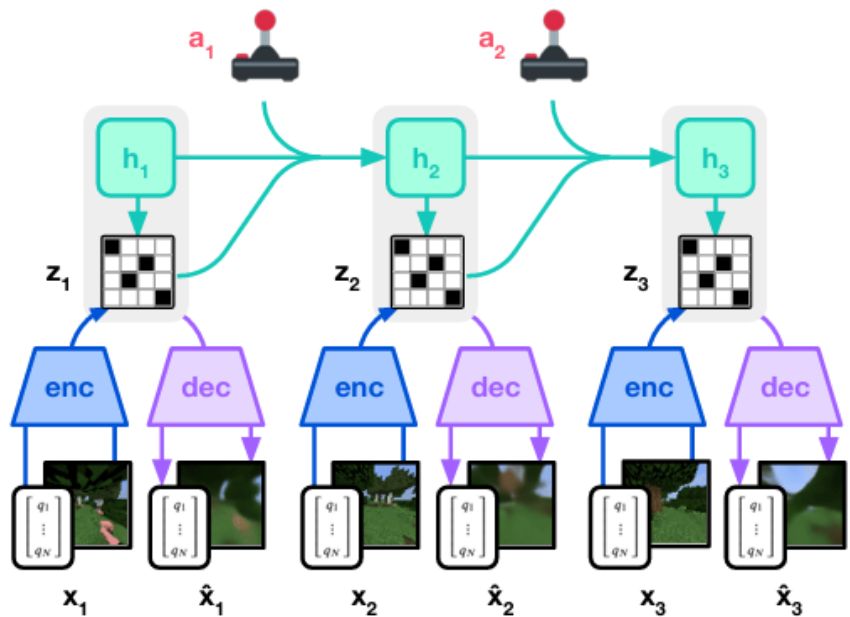 a₁ a₂
h₁ h₂ h₃
z₁ z₂ z₃
enc dec enc dec enc dec
q₁ q₁ q₁ q₁ q₁ q₁
⋮ ⋮ ⋮ ⋮ ⋮ ⋮
qN qN qN qN qN qN
x₁ x̂₁ x₂ x̂₂ x₃ x̂₃